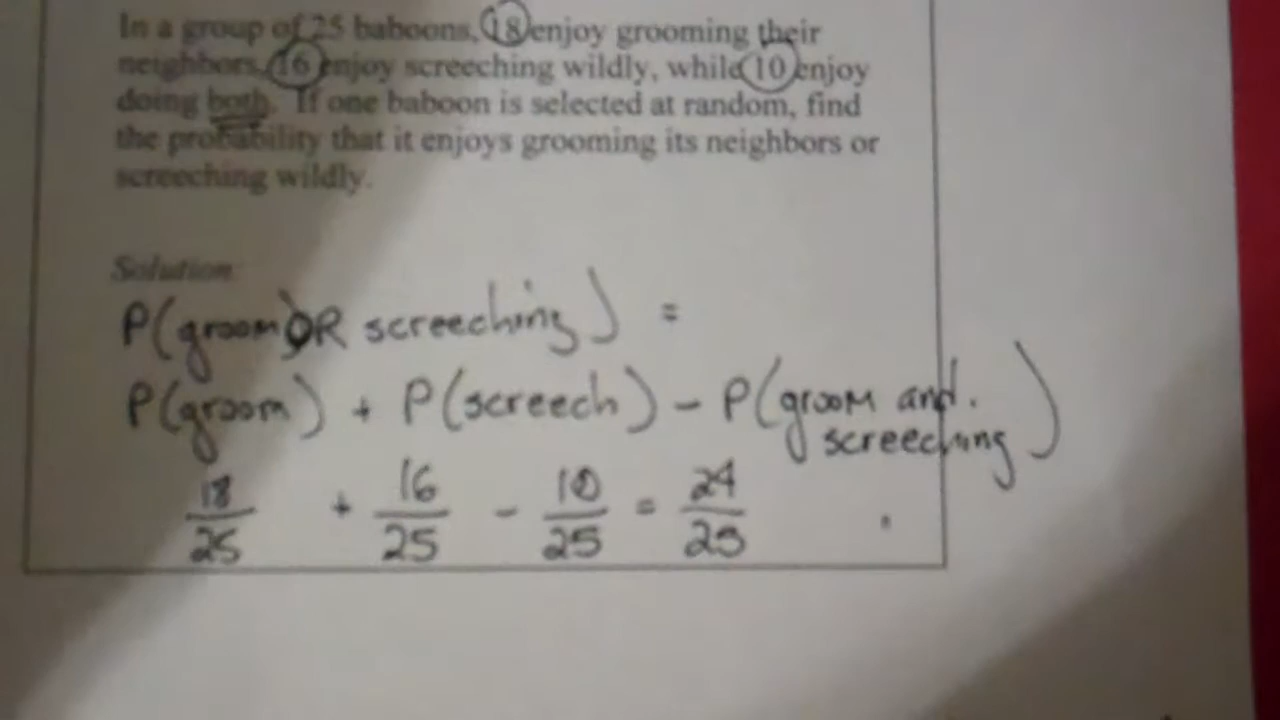 In a group of 25 baboons, 18 enjoy grooming their
neighbors, 16 enjoy screeching wildly, while 10 enjoy
doing both. If one baboon is selected at random, find
the probability that it enjoys grooming its neighbors or
screeching wildly.
Solution:
P(groom) OR screeching) =
P(groom) + P(screech) - P(groom and.
screeching)
18/25 + 16/25 - 10/25 = 24/25